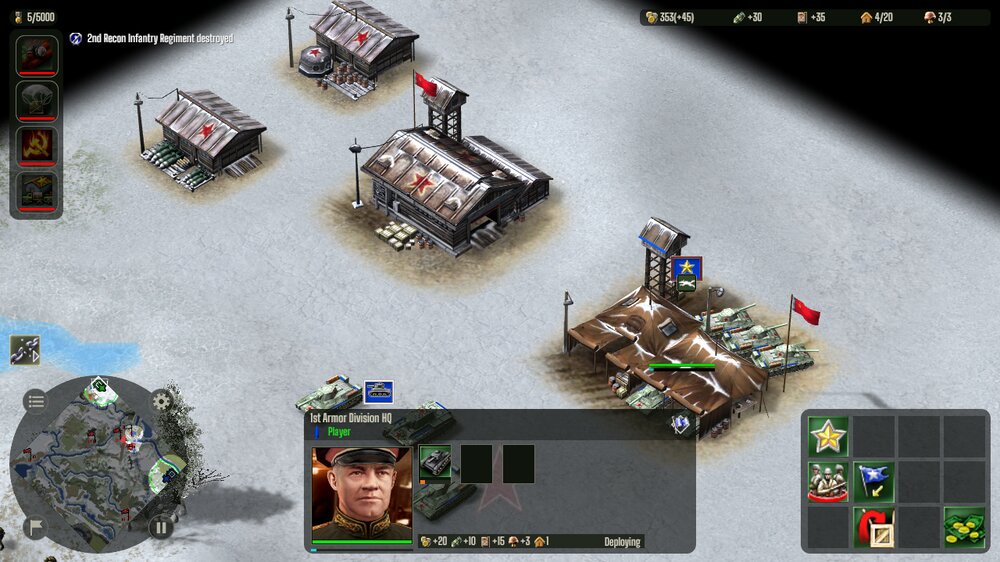 5/5000
353(+45) +30 +35 4/20 3/3
2nd Recon Infantry Regiment destroyed
1st Armor Division HQ
Player
+20 +10 +15 +3 1 Deploying